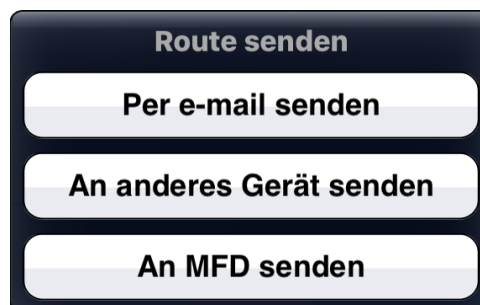 Route senden
Per e-mail senden
An anderes Gerät senden
An MFD senden